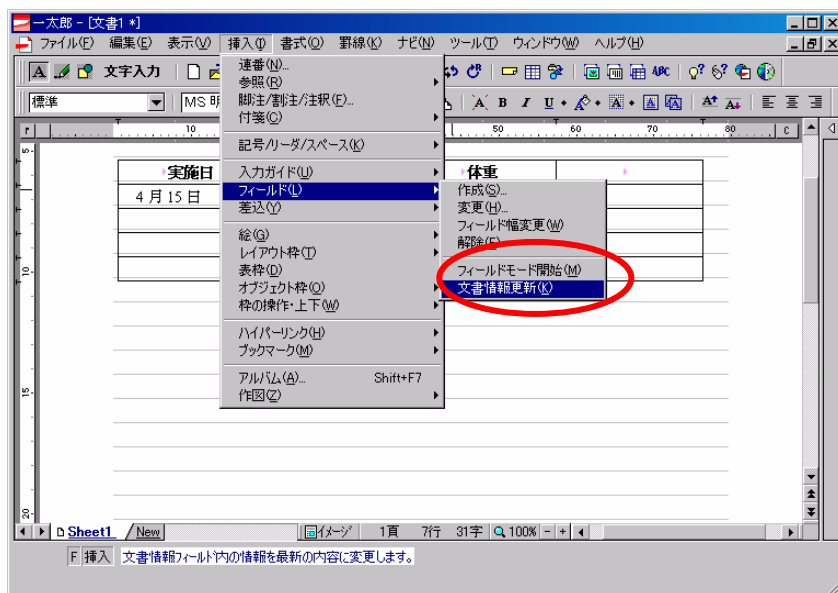 一太郎 - [文書1 *]
ファイル(F) 編集(E) 表示(V) 挿入(I) 書式(O) 罫線(K) ナビ(N) ツール(T) ウィンドウ(W) ヘルプ(H)
文字入力
標準 MS 明
連番(N)...
参照(R)
脚注/割注/注釈(F)...
付箋(C)
記号/リーダ/スペース(K)
入力ガイド(U)
フィールド(L)
差込(Y)
絵(G)
レイアウト枠(T)
表枠(D)
オブジェクト枠(O)
枠の操作・上下(W)
ハイパーリンク(H)
ブックマーク(M)
アルバム(A)... Shift+F7
作図(Z)
作成(S)...
変更(H)...
フィールド幅変更(W)
解除(F)
フィールドモード開始(M)
文書情報更新(K)
ABC
B I U
r 10 50 60 70 80 c
実施日 体重
4月15日
5
10
15
20
Sheet1 New イメージ 1頁 7行 31字 100% - +
F 挿入 文書情報フィールド内の情報を最新の内容に変更します。